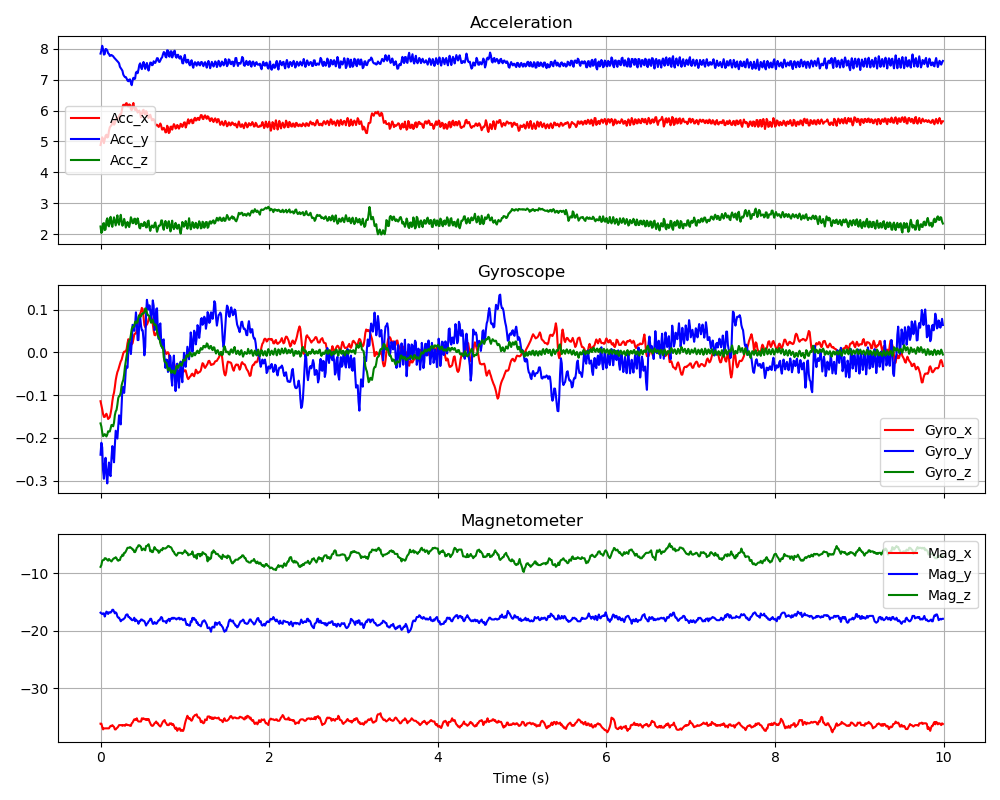 Acceleration
8
7
6
5
4
3
2
Acc_x
Acc_y
Acc_z
Gyroscope
0.1
0.0
−0.1
−0.2
−0.3
Gyro_x
Gyro_y
Gyro_z
Magnetometer
−10
−20
−30
Mag_x
Mag_y
Mag_z
0 2 4 6 8 10
Time (s)